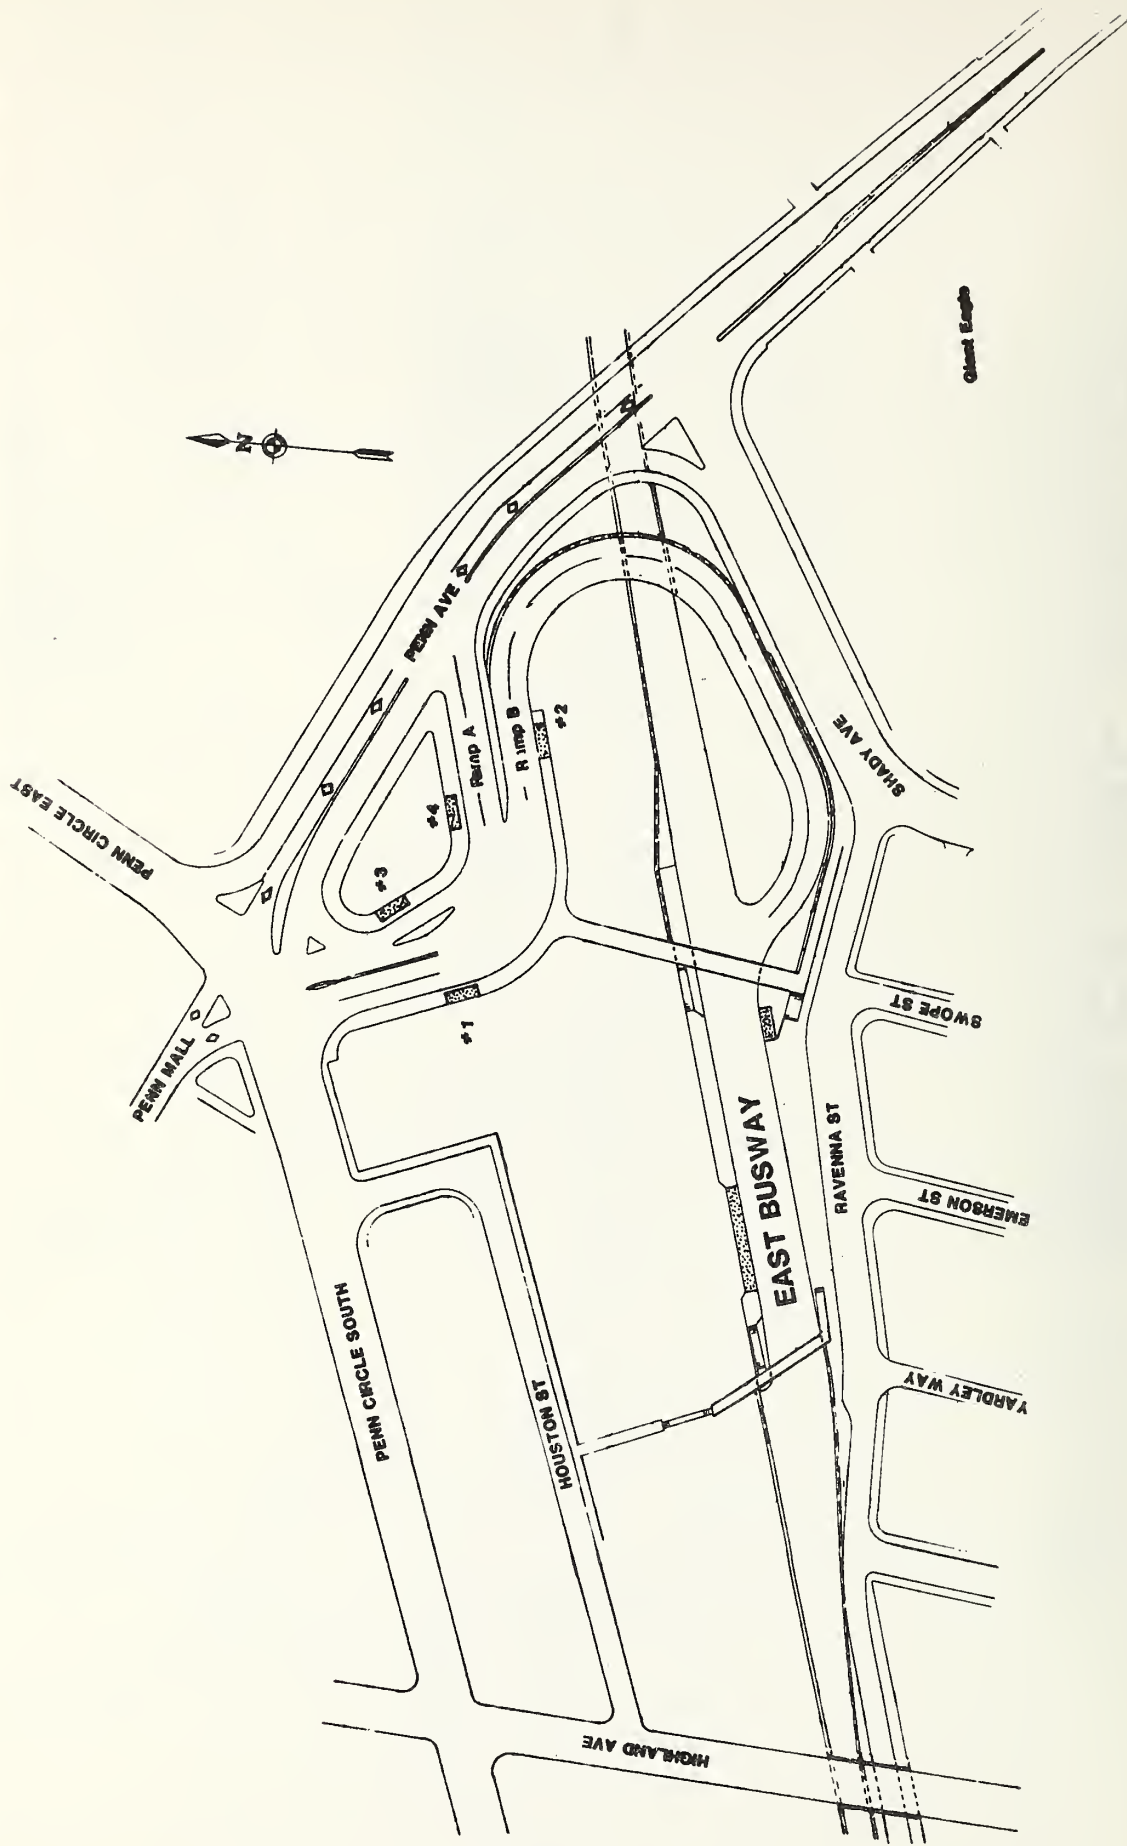 PENN CIRCLE EAST
PENN MALL
N
PENN AVE
Giant Eagle
Ramp A
Ramp B
#4
#3
#2
#1
SHADY AVE
PENN CIRCLE SOUTH
HOUSTON ST
EAST BUSWAY
RAVENNA ST
SWOPE ST
EMERSON ST
YARDLEY WAY
HIGHLAND AVE